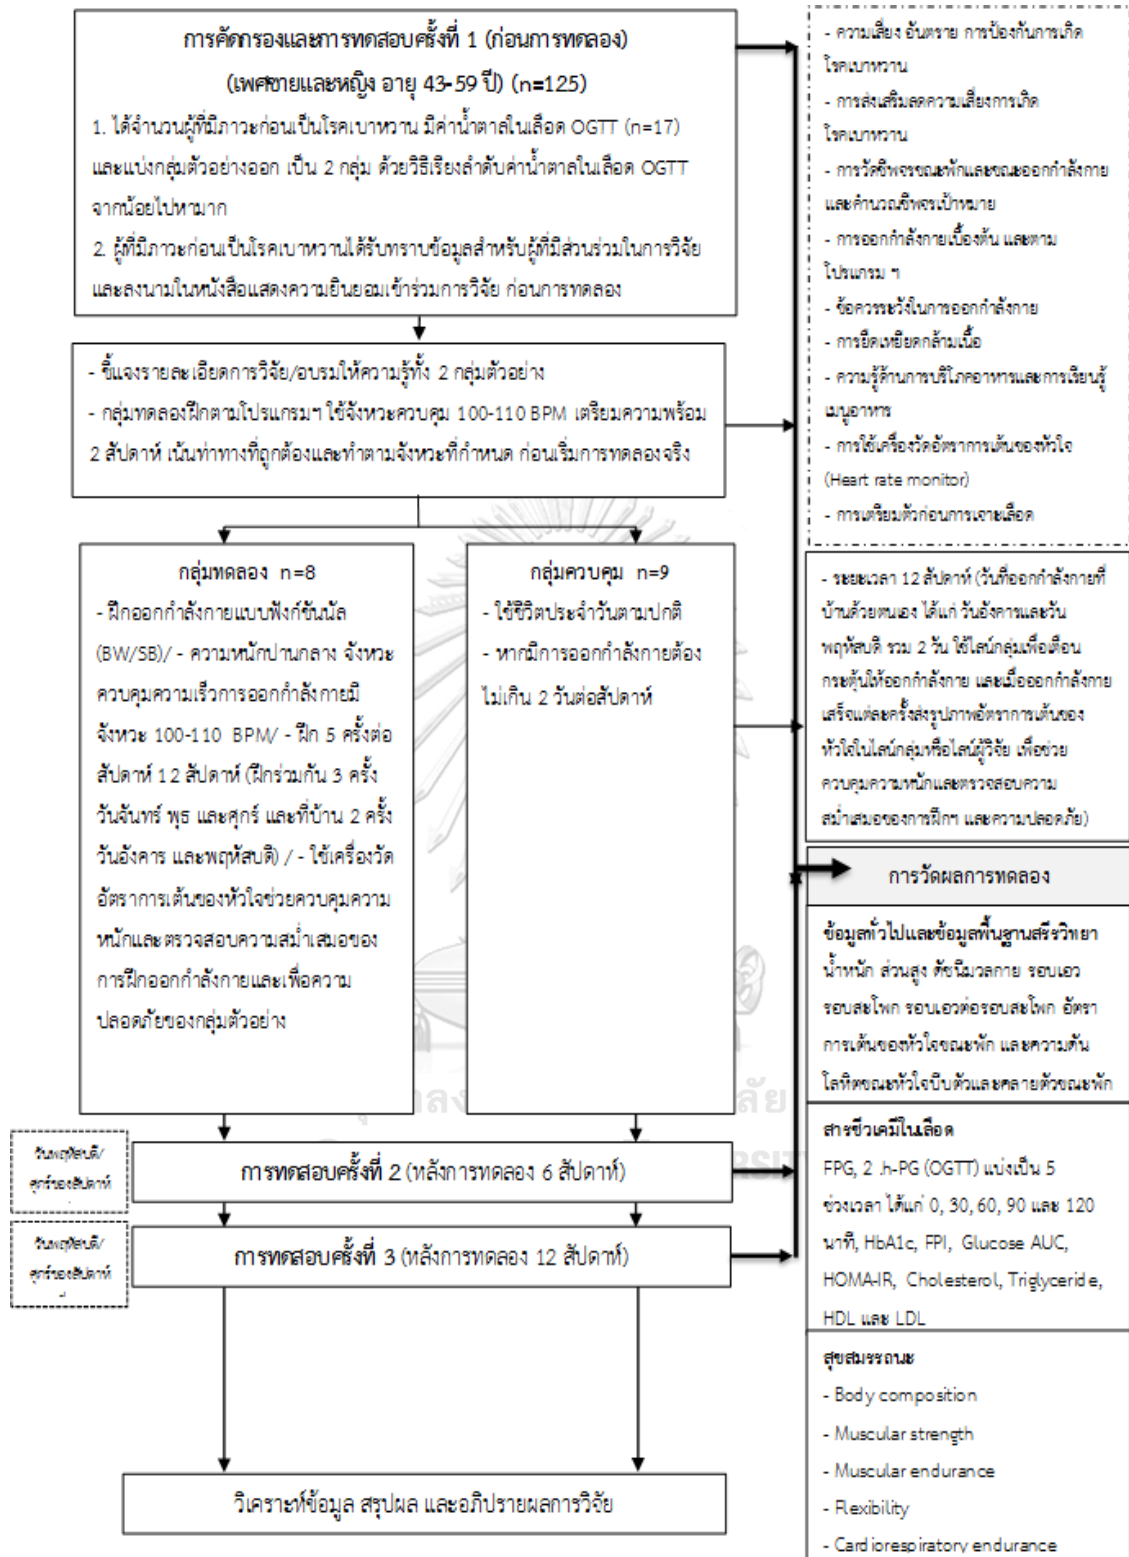 การคัดกรองและการทดสอบครั้งที่ 1 (ก่อนการทดลอง)
(เพศชายและหญิง อายุ 43-59 ปี) (n=125)
1. ได้จำนวนผู้ที่มีภาวะก่อนเป็นโรคเบาหวาน มีค่าน้ำตาลในเลือด OGTT (n=17)
และแบ่งกลุ่มตัวอย่างออก เป็น 2 กลุ่ม ด้วยวิธีเรียงลำดับค่าน้ำตาลในเลือด OGTT
จากน้อยไปหามาก
2. ผู้ที่มีภาวะก่อนเป็นโรคเบาหวานได้รับทราบข้อมูลสำหรับผู้ที่มีส่วนร่วมในการวิจัย
และลงนามในหนังสือแสดงความยินยอมเข้าร่วมการวิจัย ก่อนการทดลอง
- ชี้แจงรายละเอียดการวิจัย/อบรมให้ความรู้ทั้ง 2 กลุ่มตัวอย่าง
- กลุ่มทดลองฝึกตามโปรแกรมฯ ใช้จังหวะควบคุม 100-110 BPM เตรียมความพร้อม
2 สัปดาห์ เน้นท่าทางที่ถูกต้องและทำตามจังหวะที่กำหนด ก่อนเริ่มการทดลองจริง
กลุ่มทดลอง n=8
- ฝึกออกกำลังกายแบบฟังก์ชันนัล
(BW/SB)/ - ความหนักปานกลาง จังหวะ
ควบคุมความเร็วการออกกำลังกายมี
จังหวะ 100-110 BPM/ - ฝึก 5 ครั้งต่อ
สัปดาห์ 12 สัปดาห์ (ฝึกร่วมกัน 3 ครั้ง
วันจันทร์ พุธ และศุกร์ และที่บ้าน 2 ครั้ง
วันอังคาร และพฤหัสบดี) / - ใช้เครื่องวัด
อัตราการเต้นของหัวใจช่วยควบคุมความ
หนักและตรวจสอบความสม่ำเสมอของ
การฝึกออกกำลังกายและเพื่อความ
ปลอดภัยของกลุ่มตัวอย่าง
กลุ่มควบคุม n=9
- ใช้ชีวิตประจำวันตามปกติ
- หากมีการออกกำลังกายต้อง
ไม่เกิน 2 วันต่อสัปดาห์
วันพฤหัสบดี/
ศุกร์ของสัปดาห์
การทดสอบครั้งที่ 2 (หลังการทดลอง 6 สัปดาห์)
วันพฤหัสบดี/
ศุกร์ของสัปดาห์
การทดสอบครั้งที่ 3 (หลังการทดลอง 12 สัปดาห์)
วิเคราะห์ข้อมูล สรุปผล และอภิปรายผลการวิจัย
- ความเสี่ยง อันตราย การป้องกันการเกิด
โรคเบาหวาน
- การส่งเสริมลดความเสี่ยงการเกิด
โรคเบาหวาน
- การวัดชีพจรขณะพักและขณะออกกำลังกาย
และคำนวณชีพจรเป้าหมาย
- การออกกำลังกายเบื้องต้น และตาม
โปรแกรม ฯ
- ข้อควรระวังในการออกกำลังกาย
- การยืดเหยียดกล้ามเนื้อ
- ความรู้ด้านการบริโภคอาหารและการเรียนรู้
เมนูอาหาร
- การใช้เครื่องวัดอัตราการเต้นของหัวใจ
(Heart rate monitor)
- การเตรียมตัวก่อนการเจาะเลือด
- ระยะเวลา 12 สัปดาห์ (วันที่ออกกำลังกายที่
บ้านด้วยตนเอง ได้แก่ วันอังคารและวัน
พฤหัสบดี รวม 2 วัน ใช้ไลน์กลุ่มเพื่อเตือน
กระตุ้นให้ออกกำลังกาย และเมื่อออกกำลังกาย
เสร็จแต่ละครั้งส่งรูปภาพอัตราการเต้นของ
หัวใจในไลน์กลุ่มหรือไลน์ผู้วิจัย เพื่อช่วย
ควบคุมความหนักและตรวจสอบความ
สม่ำเสมอของการฝึกฯ และความปลอดภัย)
การวัดผลการทดลอง
ข้อมูลทั่วไปและข้อมูลพื้นฐานสรีรวิทยา
น้ำหนัก ส่วนสูง ดัชนีมวลกาย รอบเอว
รอบสะโพก รอบเอวต่อรอบสะโพก อัตรา
การเต้นของหัวใจขณะพัก และความดัน
โลหิตขณะหัวใจบีบตัวและคลายตัวขณะพัก
สารชีวเคมีในเลือด
FPG, 2 .h-PG (OGTT) แบ่งเป็น 5
ช่วงเวลา ได้แก่ 0, 30, 60, 90 และ 120
นาที, HbA1c, FPI, Glucose AUC,
HOMA-IR, Cholesterol, Triglyceride,
HDL และ LDL
สุขสมรรถนะ
- Body composition
- Muscular strength
- Muscular endurance
- Flexibility
- Cardiorespiratory endurance